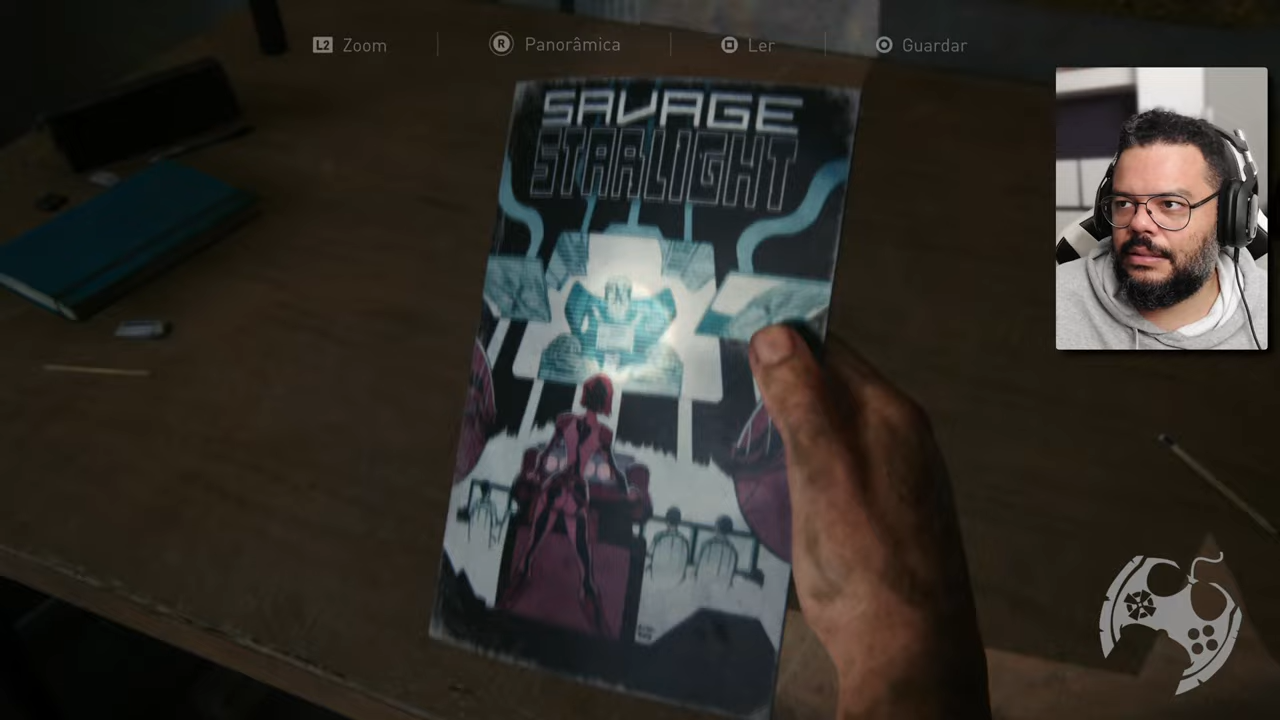 L2 Zoom
R Panorâmica
Ler
Guardar
SAVAGE
STARLIGHT